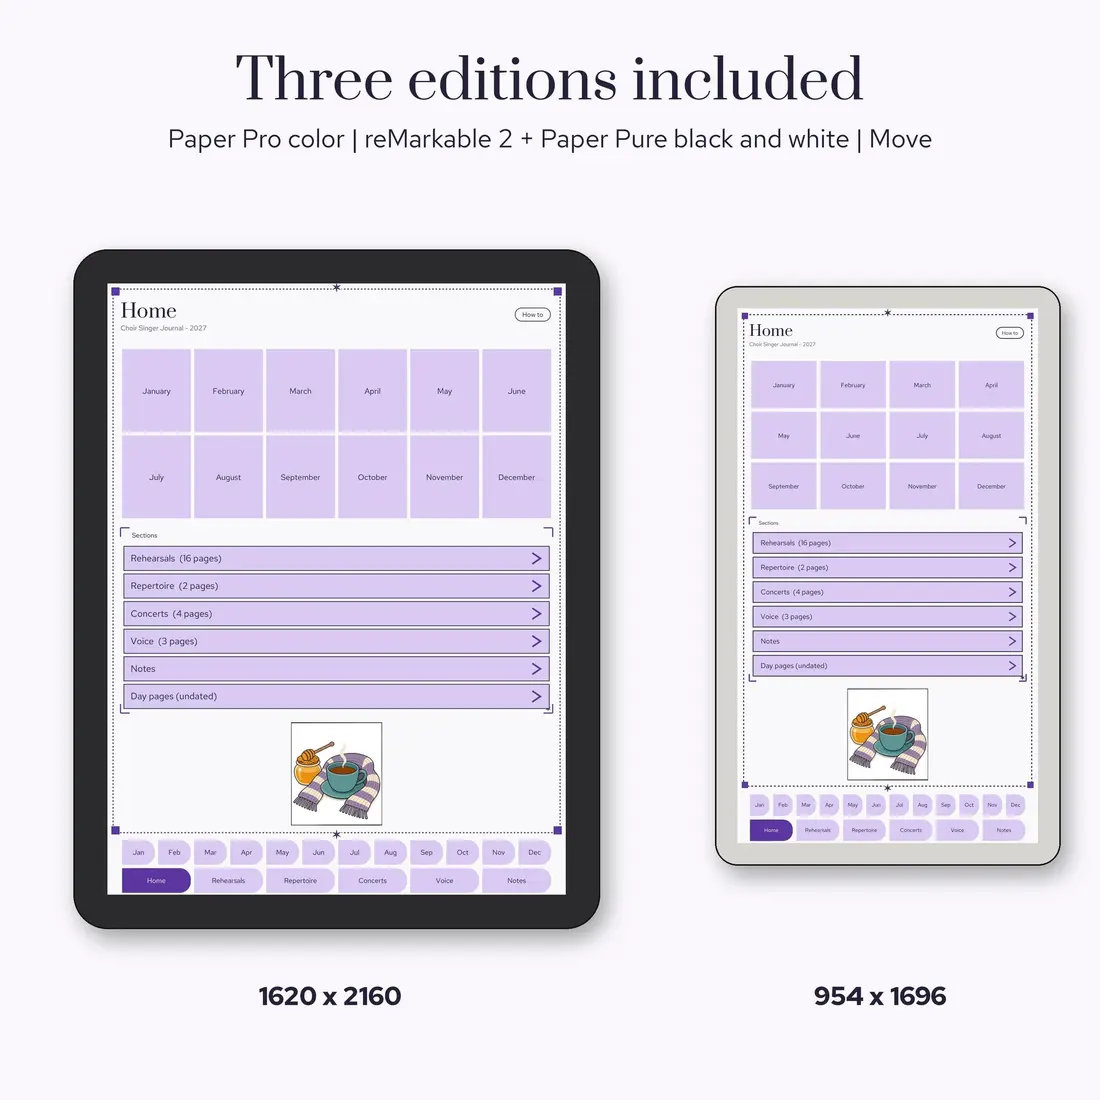 Three editions included
Paper Pro color | reMarkable 2 + Paper Pure black and white | Move
Home
How to
Choir Singer Journal - 2027
January February March April May June
July August September October November December
Sections
Rehearsals (16 pages)
Repertoire (2 pages)
Concerts (4 pages)
Voice (3 pages)
Notes
Day pages (undated)
Jan Feb Mar Apr May Jun Jul Aug Sep Oct Nov Dec
Home Rehearsals Repertoire Concerts Voice Notes
1620 x 2160
Home
How to
Choir Singer Journal - 2027
January February March April
May June July August
September October November December
Sections
Rehearsals (16 pages)
Repertoire (2 pages)
Concerts (4 pages)
Voice (3 pages)
Notes
Day pages (undated)
Jan Feb Mar Apr May Jun Jul Aug Sep Oct Nov Dec
Home Rehearsals Repertoire Concerts Voice Notes
954 x 1696